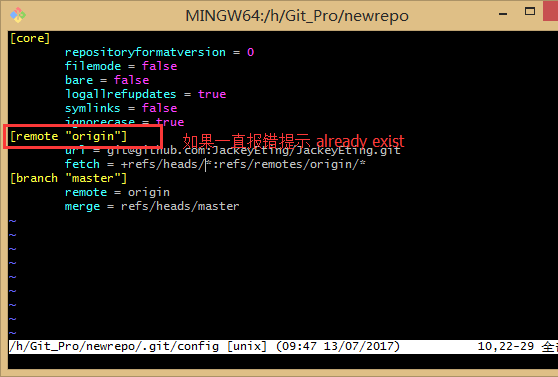 MINGW64:/h/Git_Pro/newrepo
[core]
repositoryformatversion = 0
filemode = false
bare = false
logallrefupdates = true
symlinks = false
ignorecase = true
[remote "origin"]
如果一直报错提示 already exist
url = git@github.com:JackeyEting/JackeyEting.git
fetch = +refs/heads/*:refs/remotes/origin/*
[branch "master"]
remote = origin
merge = refs/heads/master
~
~
~
~
~
~
~
~
~
/h/Git_Pro/newrepo/.git/config [unix] (09:47 13/07/2017) 10,22-29 全